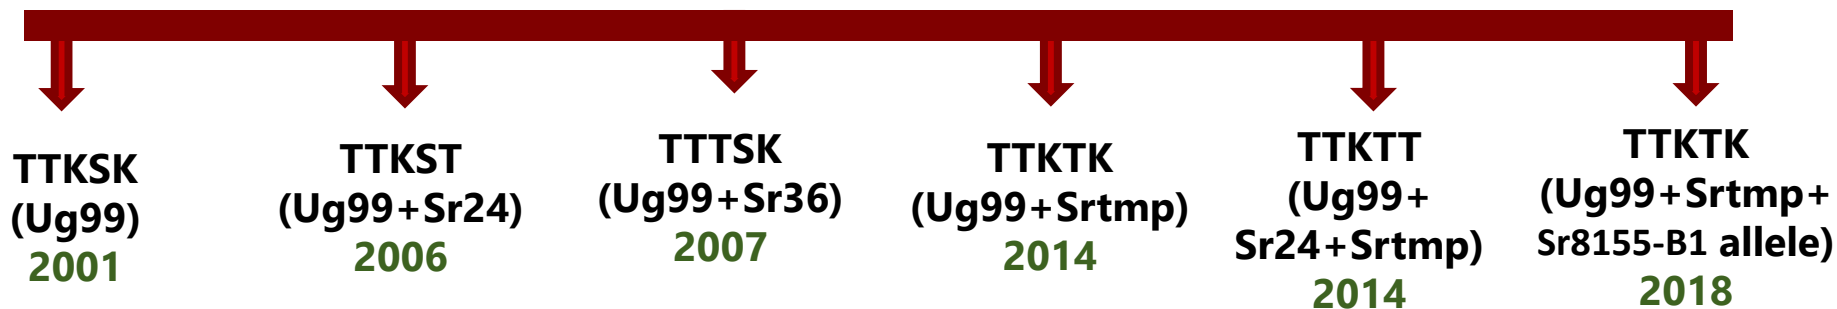 TTKSK
(Ug99)
2001
TTKST
(Ug99+Sr24)
2006
TTTSK
(Ug99+Sr36)
2007
TTKTK
(Ug99+Srtmp)
2014
TTKTT
(Ug99+
Sr24+Srtmp)
2014
TTKTK
(Ug99+Srtmp+
Sr8155-B1 allele)
2018